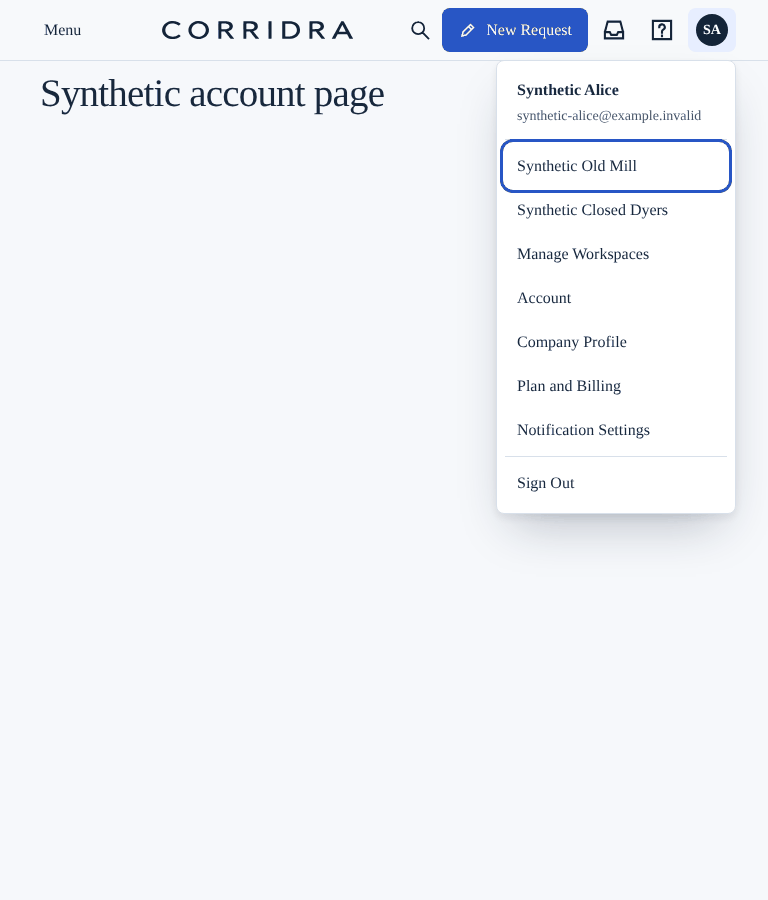 Menu
CORRIDRA
New Request
SA
Synthetic account page
Synthetic Alice
synthetic-alice@example.invalid
Synthetic Old Mill
Synthetic Closed Dyers
Manage Workspaces
Account
Company Profile
Plan and Billing
Notification Settings
Sign Out